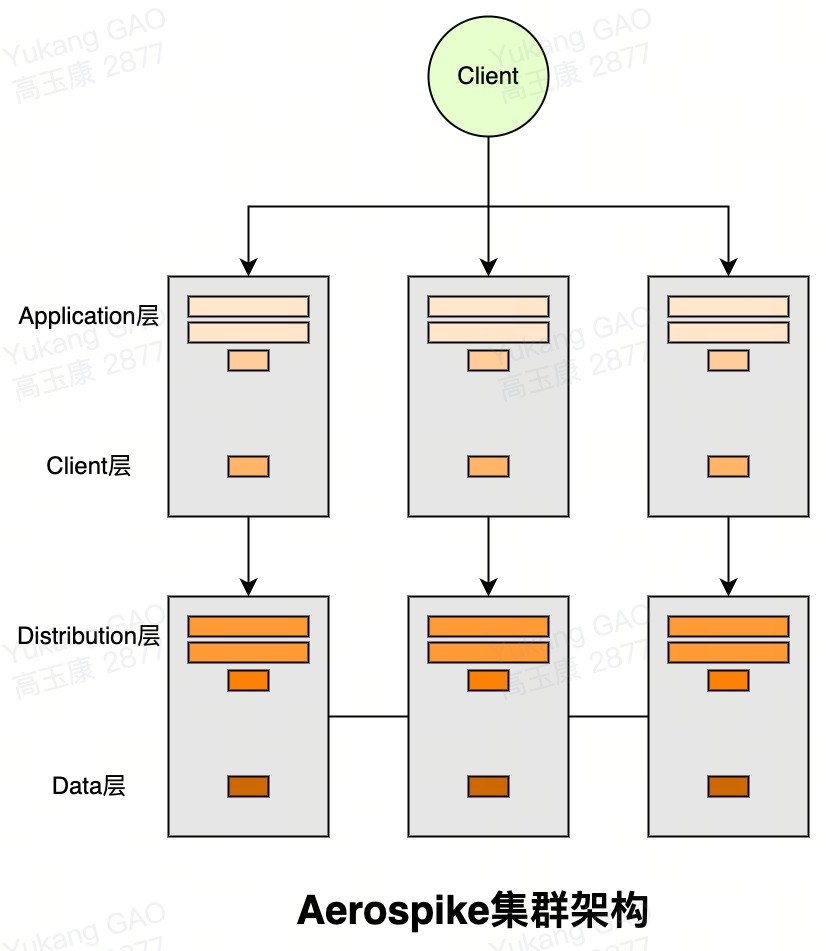 Yukang GAO
高玉康 2877
Yukang GAO
高玉康 2877
Client
Application层
Yukang GAO
高玉康 2877
Yukang GAO
高玉康 2877
Client层
Distribution层
Yukang GAO
高玉康 2877
Yukang GAO
高玉康 2877
Data层
Aerospike集群架构
Yukang GAO
Yukang GAO